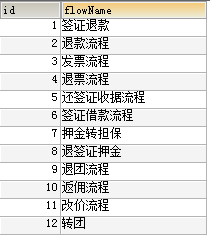 id flowName
1 签证退款
2 退款流程
3 发票流程
4 退票流程
5 还签证收据流程
6 签证借款流程
7 押金转担保
8 退签证押金
9 退团流程
10 返佣流程
11 改价流程
12 转团